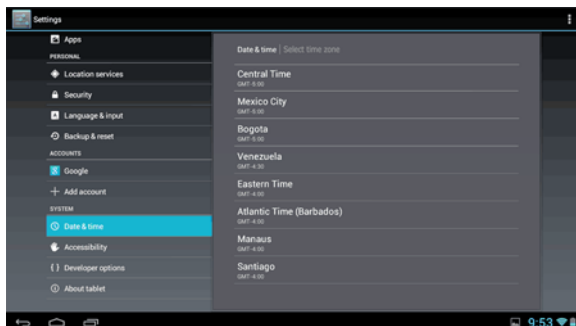 Settings
Apps
PERSONAL
Location services
Security
Language & input
Backup & reset
ACCOUNTS
Google
Add account
SYSTEM
Date & time
Accessibility
Developer options
About tablet
Date & time | Select time zone
Central Time
GMT-5:00
Mexico City
GMT-5:00
Bogota
GMT-5:00
Venezuela
GMT-4:30
Eastern Time
GMT-4:00
Atlantic Time (Barbados)
GMT-4:00
Manaus
GMT-4:00
Santiago
GMT-4:00
9:53